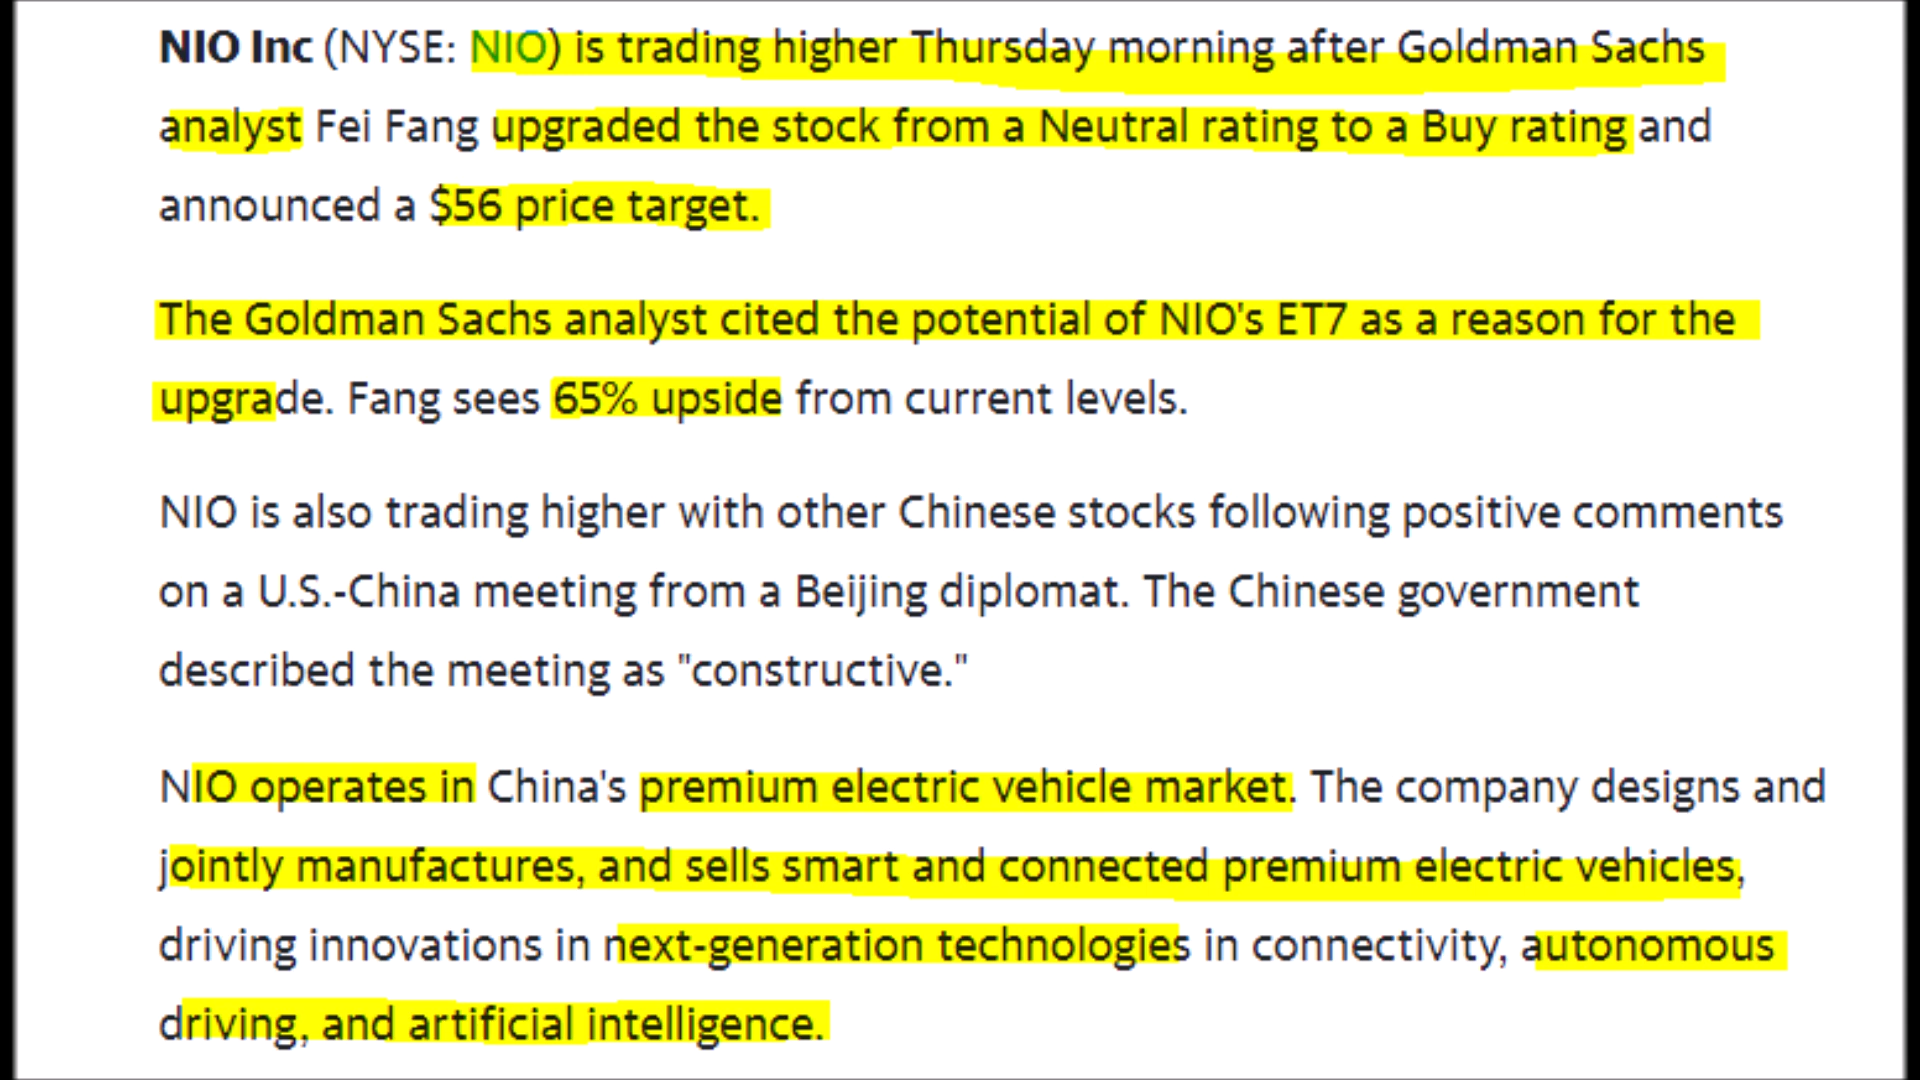 NIO Inc (NYSE: NIO) is trading higher Thursday morning after Goldman Sachs
analyst Fei Fang upgraded the stock from a Neutral rating to a Buy rating and
announced a $56 price target.
The Goldman Sachs analyst cited the potential of NIO's ET7 as a reason for the
upgrade. Fang sees 65% upside from current levels.
NIO is also trading higher with other Chinese stocks following positive comments
on a U.S.-China meeting from a Beijing diplomat. The Chinese government
described the meeting as "constructive."
NIO operates in China's premium electric vehicle market. The company designs and
jointly manufactures, and sells smart and connected premium electric vehicles,
driving innovations in next-generation technologies in connectivity, autonomous
driving, and artificial intelligence.